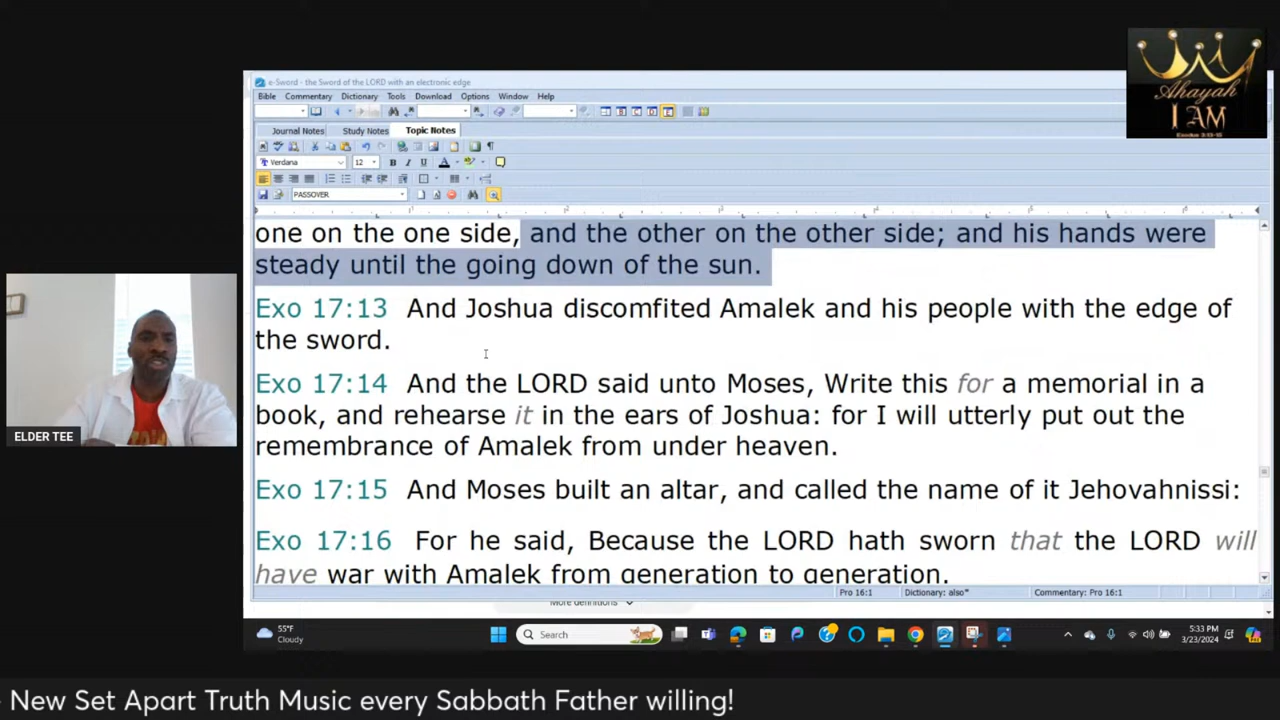 e-Sword - the Sword of the LORD with an electronic edge
Bible Commentary Dictionary Tools Download Options Window Help
Journal Notes Study Notes Topic Notes
Verdana 12 B I U A
PASSOVER
one on the one side, and the other on the other side; and his hands were
steady until the going down of the sun.
Exo 17:13 And Joshua discomfited Amalek and his people with the edge of
the sword.
Exo 17:14 And the LORD said unto Moses, Write this for a memorial in a
book, and rehearse it in the ears of Joshua: for I will utterly put out the
remembrance of Amalek from under heaven.
Exo 17:15 And Moses built an altar, and called the name of it Jehovahnissi:
Exo 17:16 For he said, Because the LORD hath sworn that the LORD will
have war with Amalek from generation to generation.
Pro 16:1 Dictionary: also* Commentary: Pro 16:1
More definitions
55°F
Cloudy
Search
5:33 PM
3/23/2024
Ahayah
I AM
Exodus 3:13-15
ELDER TEE
New Set Apart Truth Music every Sabbath Father willing!